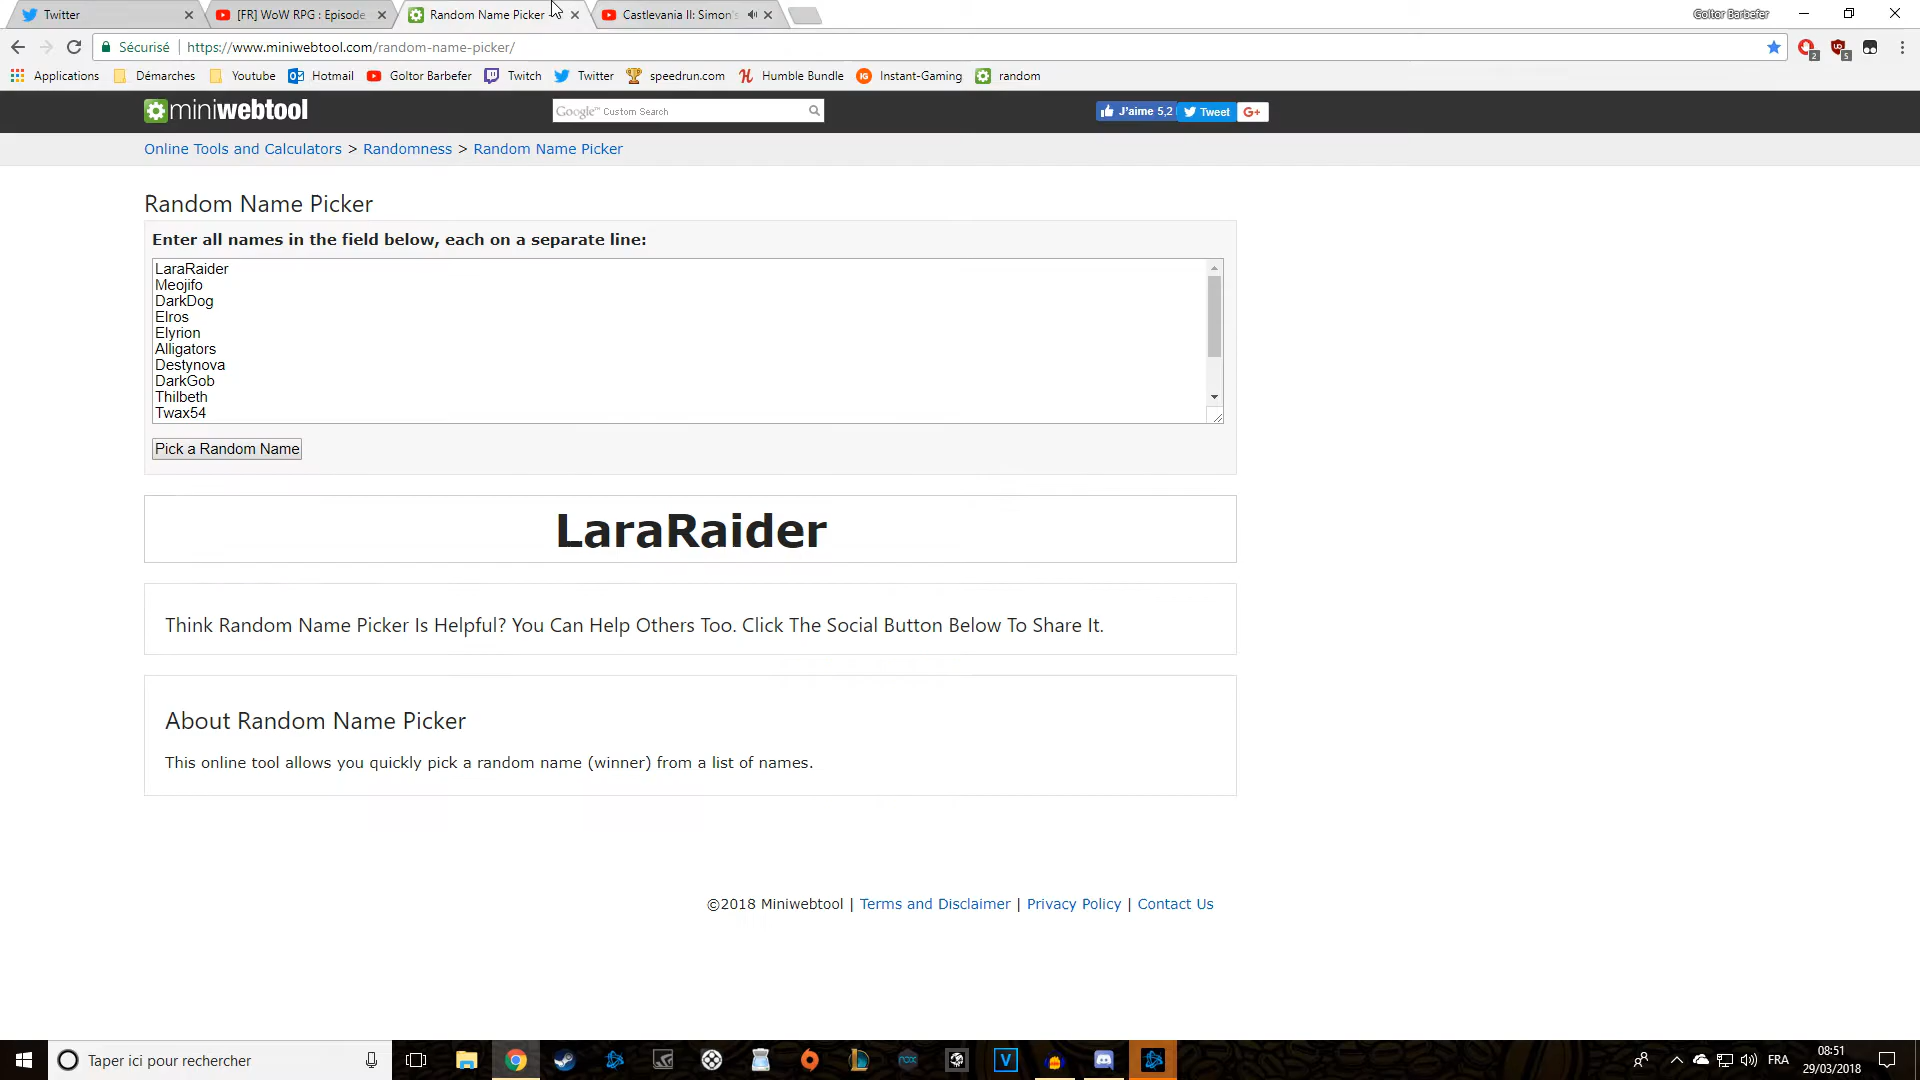 Twitter
[FR] WoW RPG : Episode
Random Name Picker
Castlevania II: Simon's
Goltor Barbefer
Sécurisé
https://www.miniwebtool.com/random-name-picker/
2
5
Applications
Démarches
Youtube
Hotmail
Goltor Barbefer
Twitch
Twitter
speedrun.com
Humble Bundle
Instant-Gaming
random
miniwebtool
Google™ Custom Search
J'aime 5,2
Tweet
G+
Online Tools and Calculators > Randomness > Random Name Picker
Random Name Picker
Enter all names in the field below, each on a separate line:
LaraRaider
Meojifo
DarkDog
Elros
Elyrion
Alligators
Destynova
DarkGob
Thilbeth
Twax54
Pick a Random Name
LaraRaider
Think Random Name Picker Is Helpful? You Can Help Others Too. Click The Social Button Below To Share It.
About Random Name Picker
This online tool allows you quickly pick a random name (winner) from a list of names.
©2018 Miniwebtool | Terms and Disclaimer | Privacy Policy | Contact Us
Taper ici pour rechercher
FRA
08:51
29/03/2018